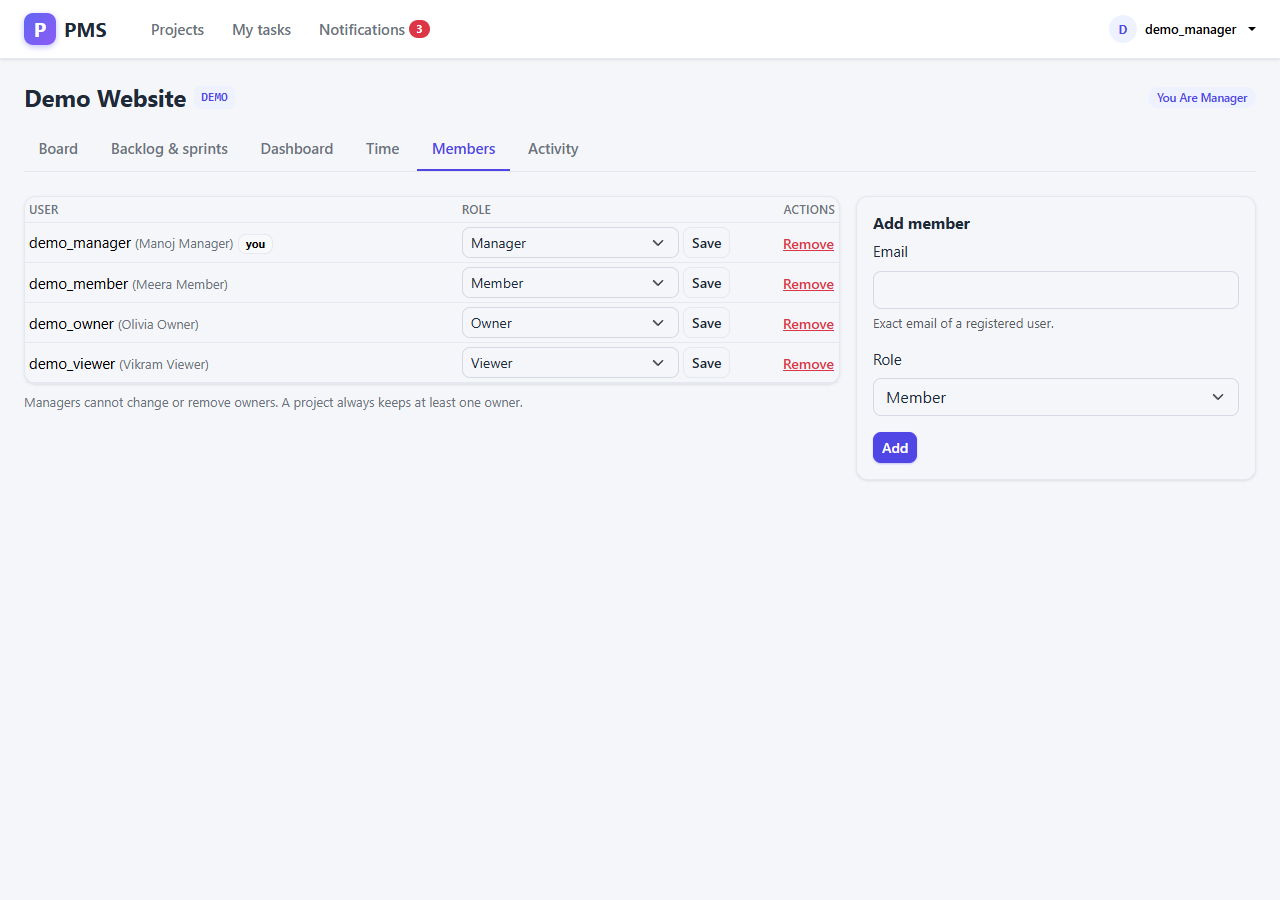 P PMS Projects My tasks Notifications 3 D demo_manager
Demo Website DEMO You Are Manager
Board Backlog & sprints Dashboard Time Members Activity
USER ROLE ACTIONS
demo_manager (Manoj Manager) you Manager Save Remove
demo_member (Meera Member) Member Save Remove
demo_owner (Olivia Owner) Owner Save Remove
demo_viewer (Vikram Viewer) Viewer Save Remove
Managers cannot change or remove owners. A project always keeps at least one owner.
Add member
Email
Exact email of a registered user.
Role
Member
Add